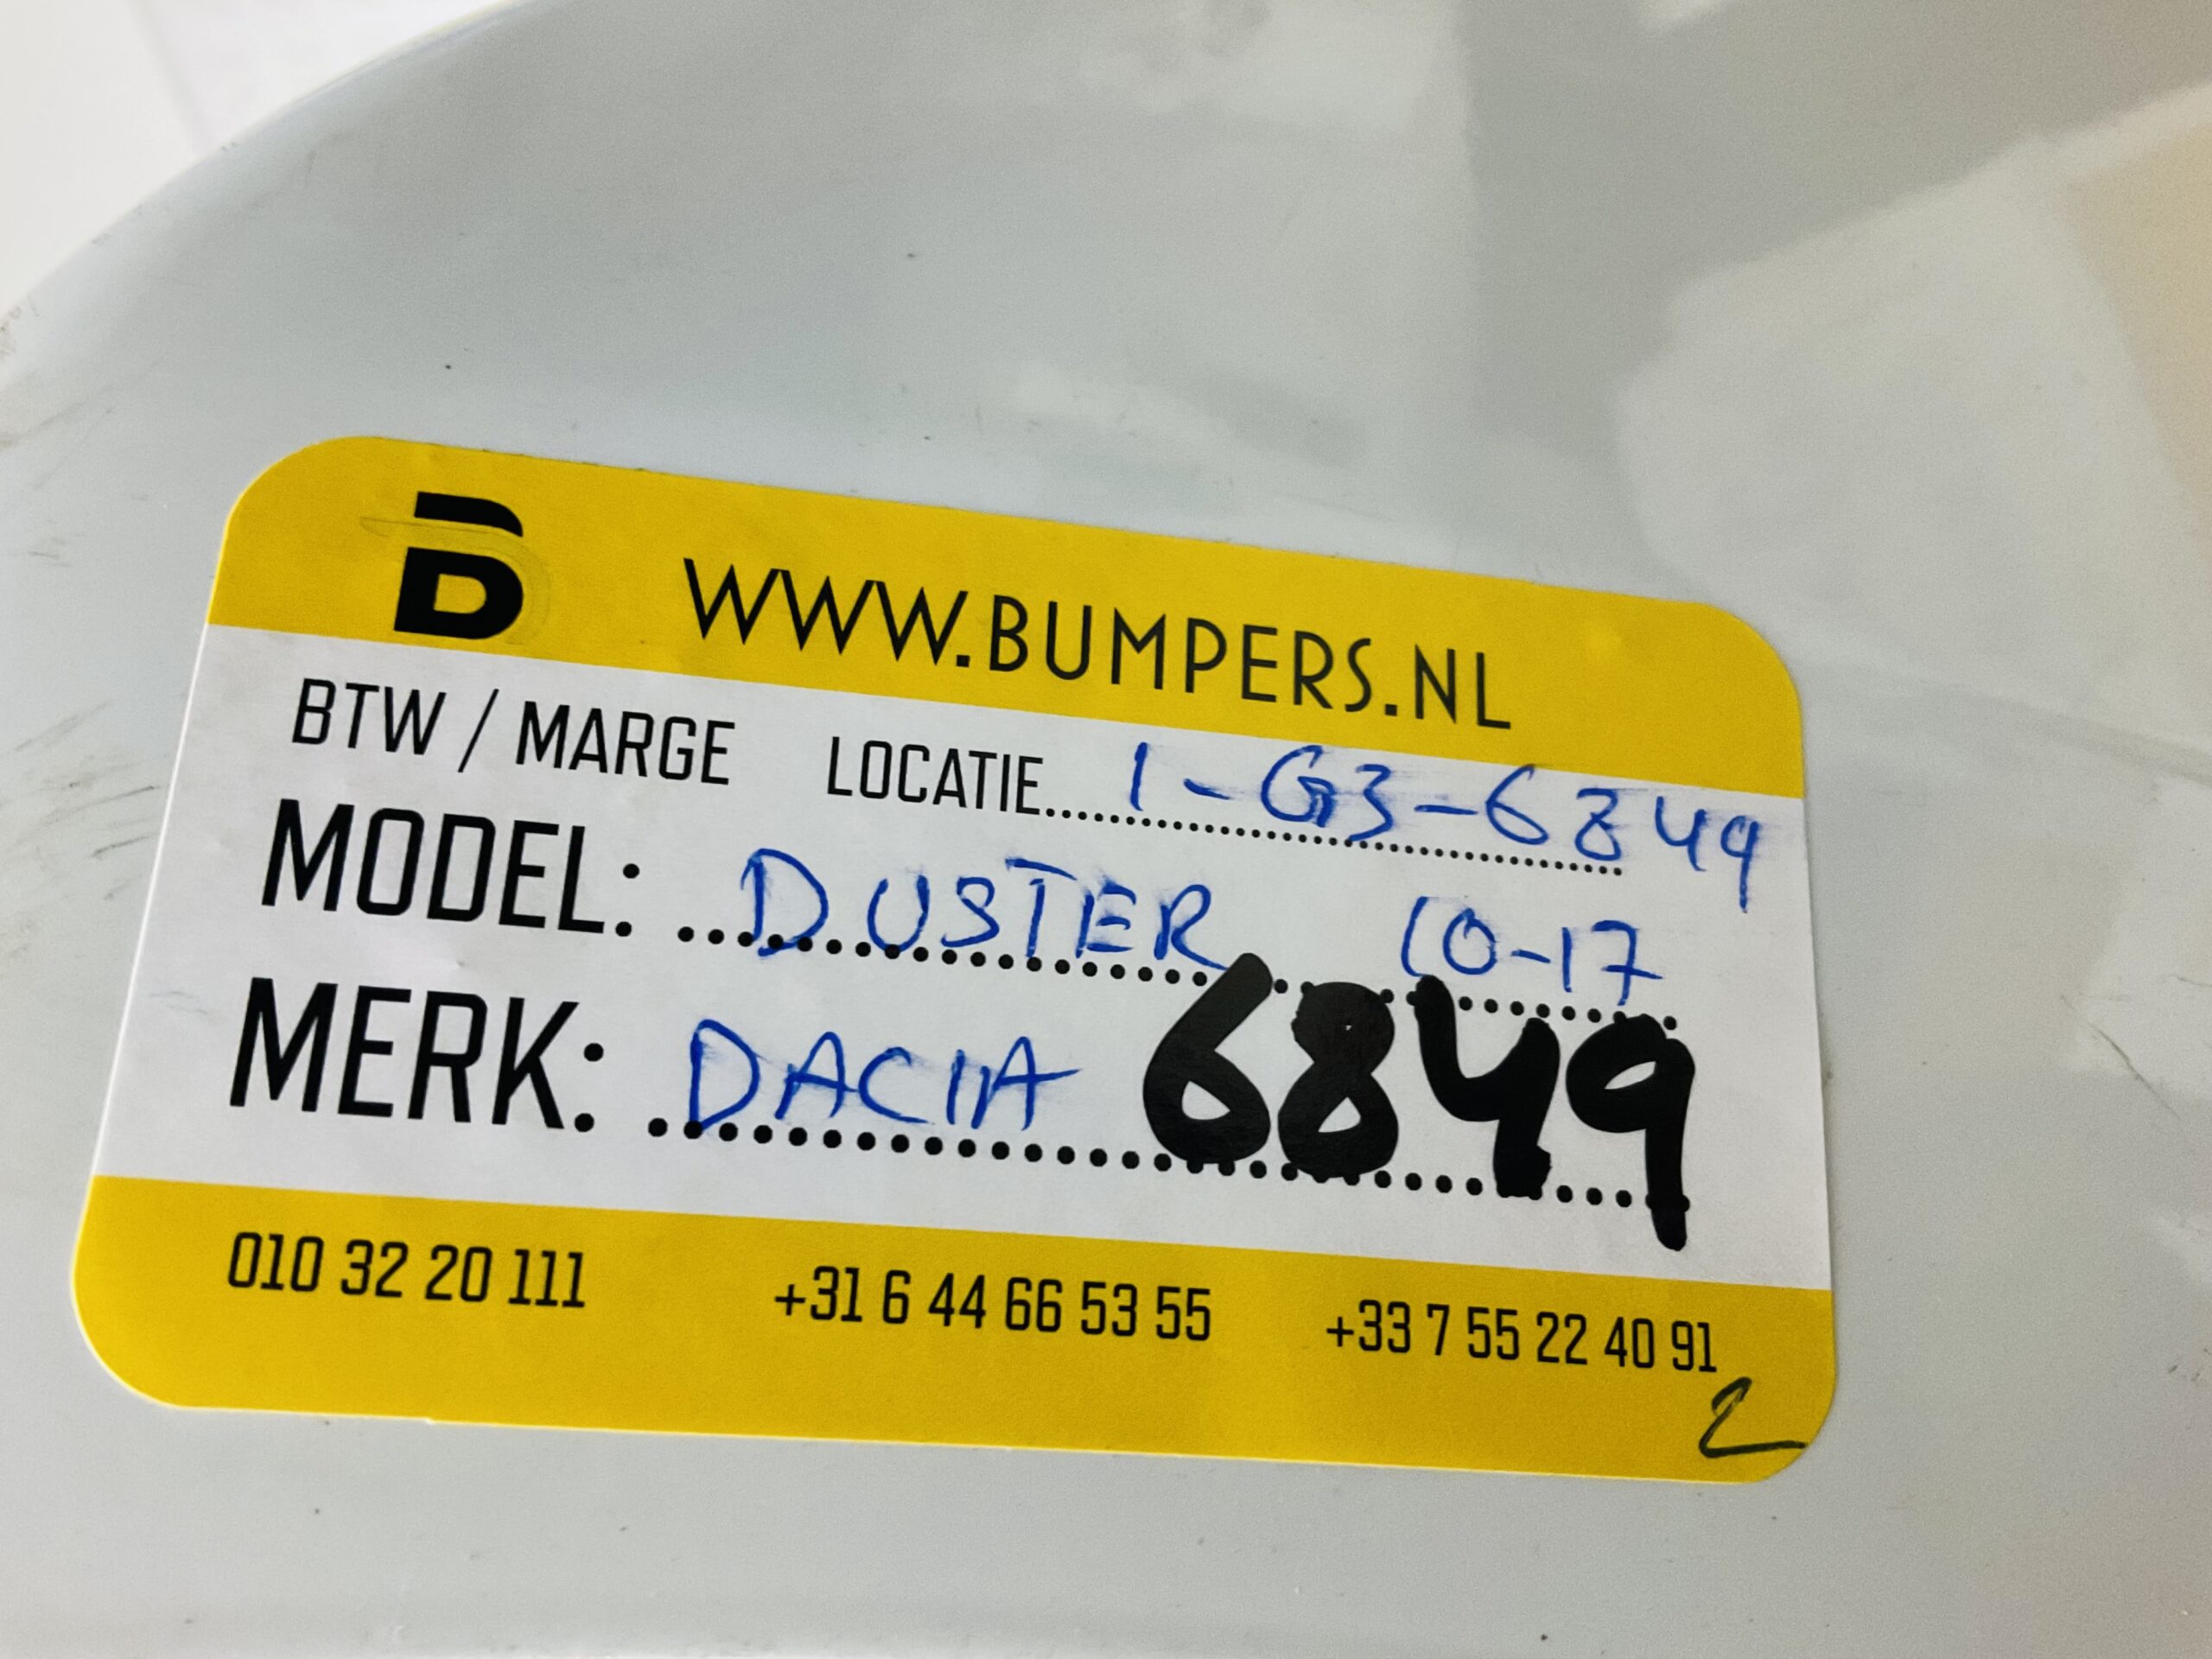 B WWW.BUMPERS.NL
BTW / MARGE LOCATIE.... 1-G3-6849
MODEL: ..DUSTER 10-17
MERK: .DACIA 6849
010 32 20 111 +31 6 44 66 53 55 +33 7 55 22 40 91
2